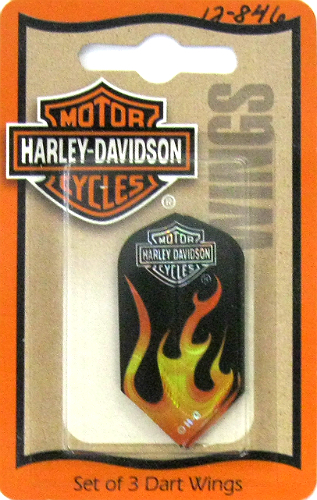 12-846
MOTOR
HARLEY-DAVIDSON
CYCLES
®
WINGS
MOTOR
HARLEY-DAVIDSON
CYCLES
®
H-D
Set of 3 Dart Wings